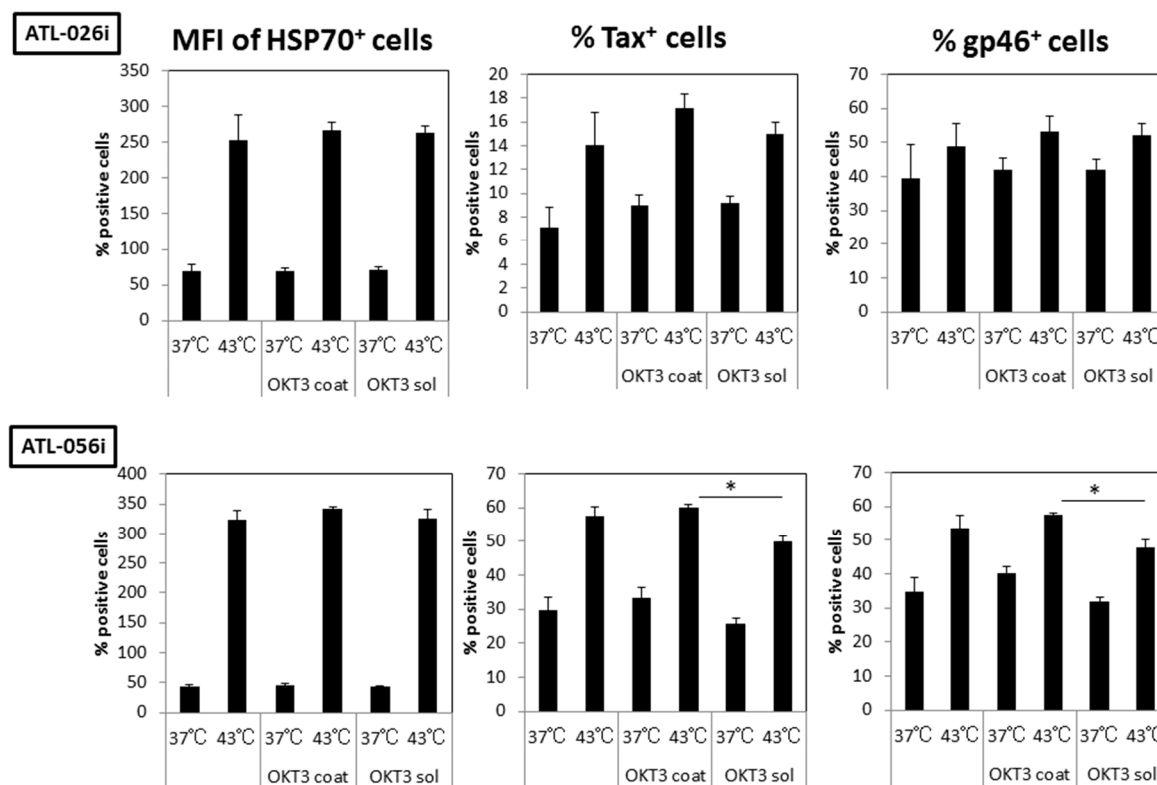 ATL-026i
MFI of HSP70⁺ cells
% Tax⁺ cells
% gp46⁺ cells
% positive cells
350
300
250
200
150
100
50
0
37℃ 43℃ 37℃ 43℃ 37℃ 43℃
OKT3 coat OKT3 sol
% positive cells
20
18
16
14
12
10
8
6
4
2
0
37℃ 43℃ 37℃ 43℃ 37℃ 43℃
OKT3 coat OKT3 sol
% positive cells
70
60
50
40
30
20
10
0
37℃ 43℃ 37℃ 43℃ 37℃ 43℃
OKT3 coat OKT3 sol
ATL-056i
% positive cells
400
350
300
250
200
150
100
50
0
37℃ 43℃ 37℃ 43℃ 37℃ 43℃
OKT3 coat OKT3 sol
% positive cells
70
60
50
40
30
20
10
0
*
37℃ 43℃ 37℃ 43℃ 37℃ 43℃
OKT3 coat OKT3 sol
% positive cells
70
60
50
40
30
20
10
0
*
37℃ 43℃ 37℃ 43℃ 37℃ 43℃
OKT3 coat OKT3 sol